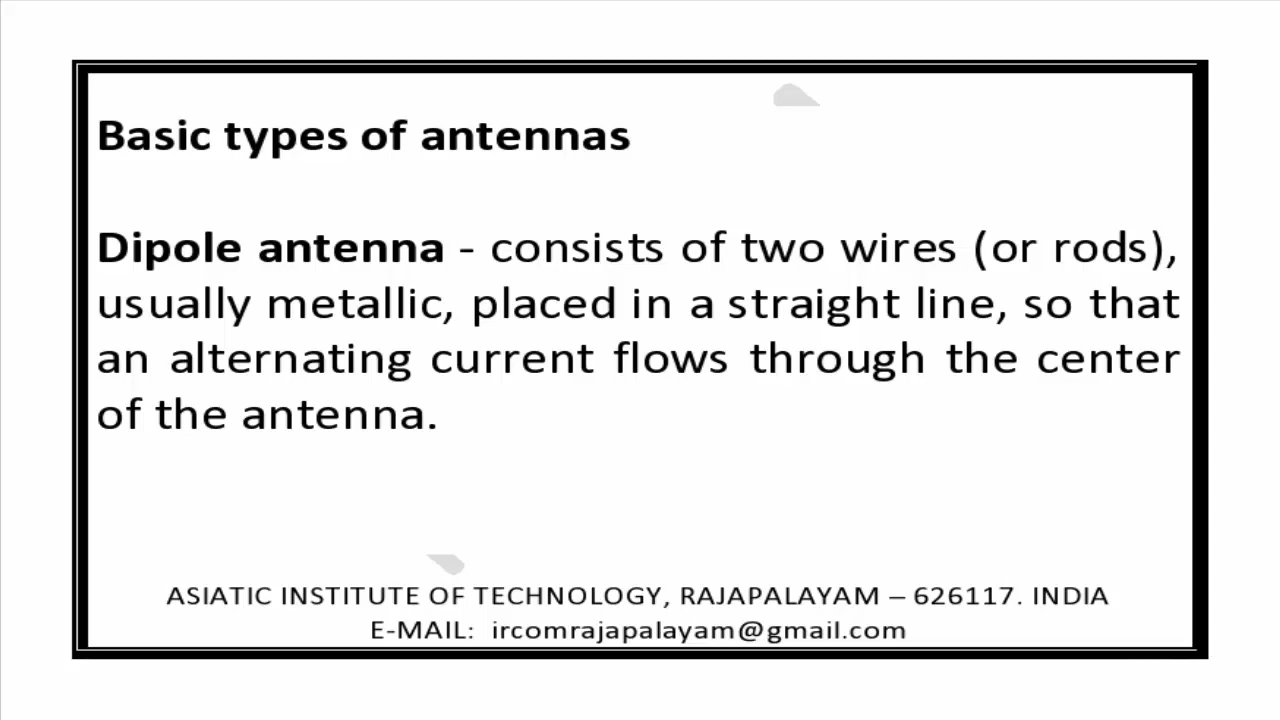 Basic types of antennas
Dipole antenna - consists of two wires (or rods),
usually metallic, placed in a straight line, so that
an alternating current flows through the center
of the antenna.
ASIATIC INSTITUTE OF TECHNOLOGY, RAJAPALAYAM – 626117. INDIA
E-MAIL: ircomrajapalayam@gmail.com